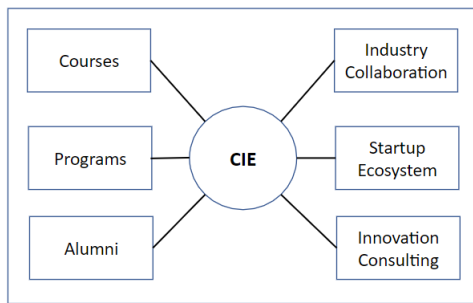 Courses
Industry
Collaboration
Programs
CIE
Startup
Ecosystem
Alumni
Innovation
Consulting